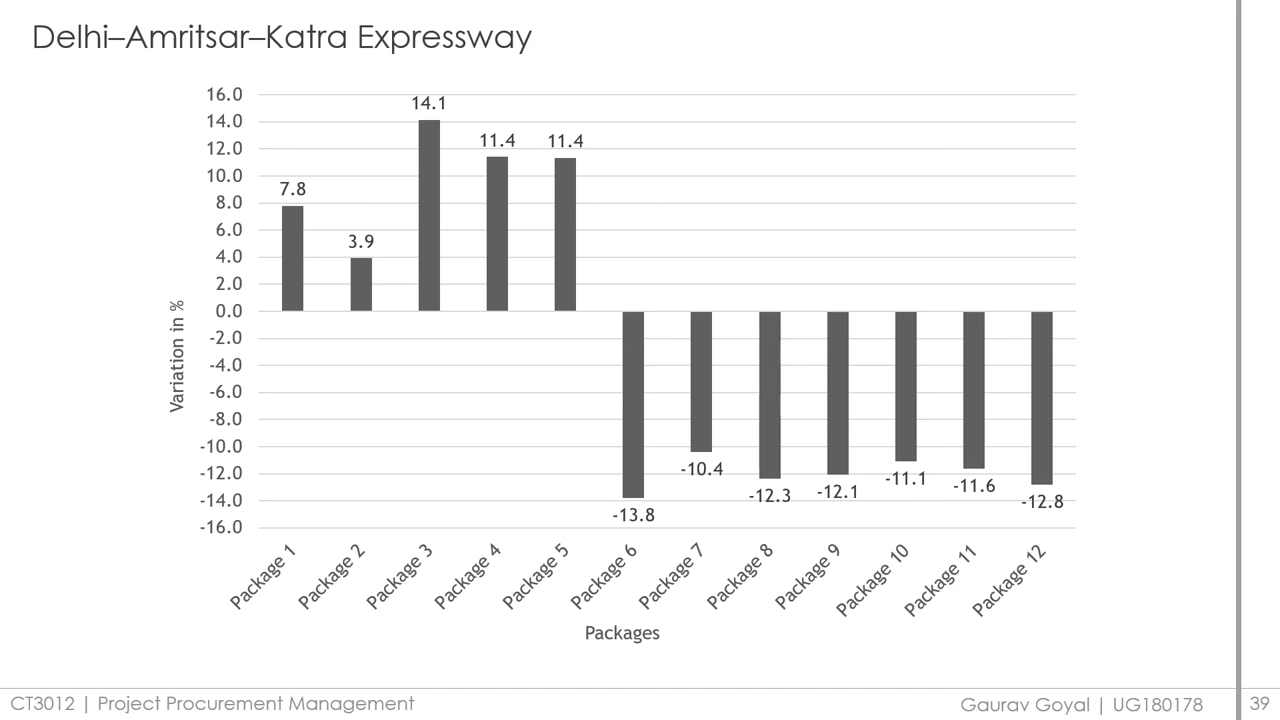 Delhi–Amritsar–Katra Expressway
16.0
14.0
12.0
10.0
8.0
6.0
4.0
2.0
0.0
-2.0
-4.0
-6.0
-8.0
-10.0
-12.0
-14.0
-16.0
Variation in %
7.8
3.9
14.1
11.4
11.4
-13.8
-10.4
-12.3
-12.1
-11.1
-11.6
-12.8
Package 1
Package 2
Package 3
Package 4
Package 5
Package 6
Package 7
Package 8
Package 9
Package 10
Package 11
Package 12
Packages
CT3012 | Project Procurement Management
Gaurav Goyal | UG180178
39